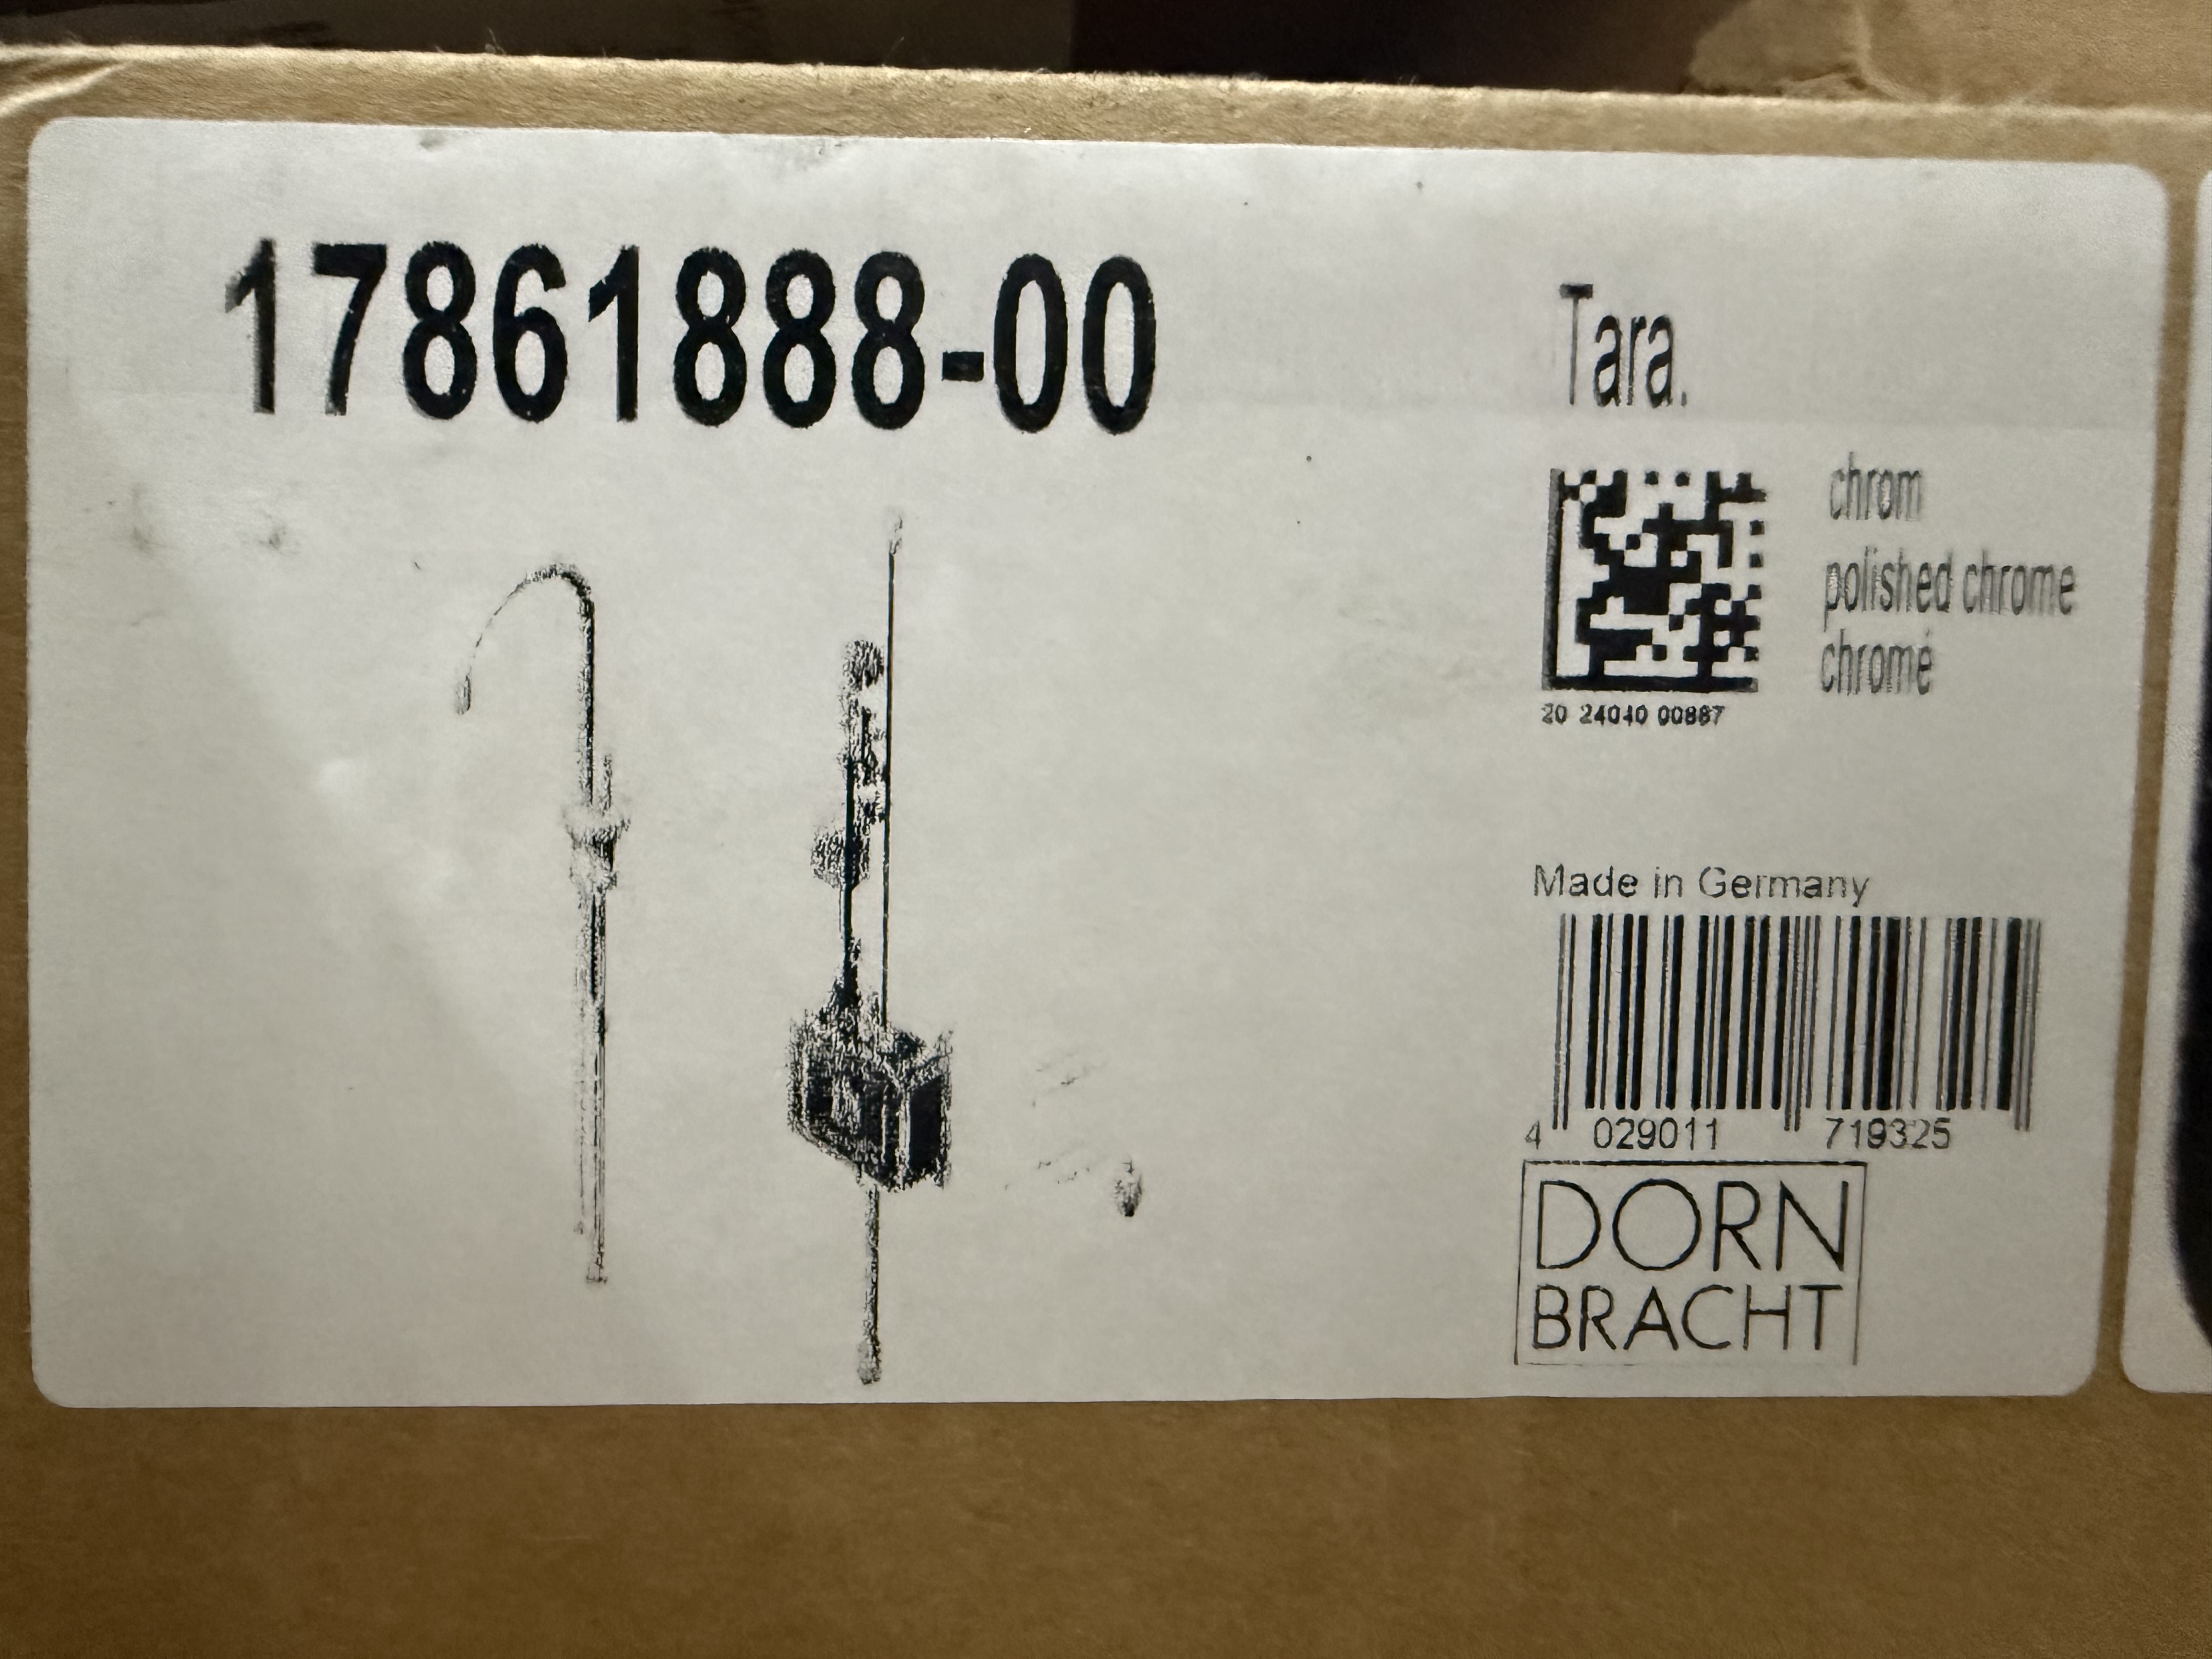 17861888-00
Tara.
chrom
polished chrome
chromé
20 24040 00887
Made in Germany
4 029011 719325
DORN
BRACHT